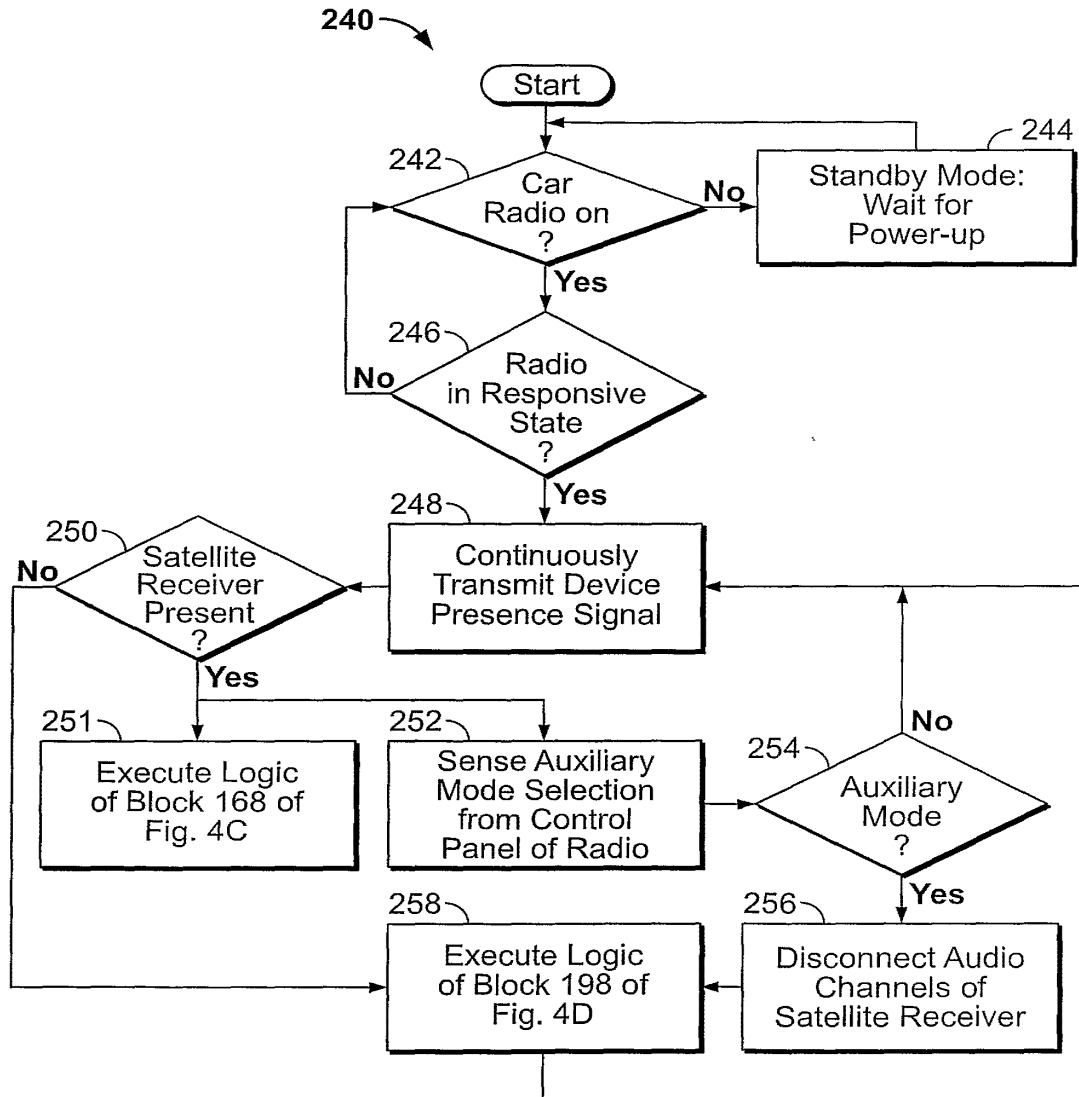 240
Start
242
Car
Radio on
?
No
244
Standby Mode:
Wait for
Power-up
Yes
246
Radio
in Responsive
State
?
No
Yes
248
Continuously
Transmit Device
Presence Signal
250
Satellite
Receiver
Present
?
No
Yes
251
Execute Logic
of Block 168 of
Fig. 4C
252
Sense Auxiliary
Mode Selection
from Control
Panel of Radio
254
Auxiliary
Mode
?
No
Yes
256
Disconnect Audio
Channels of
Satellite Receiver
258
Execute Logic
of Block 198 of
Fig. 4D